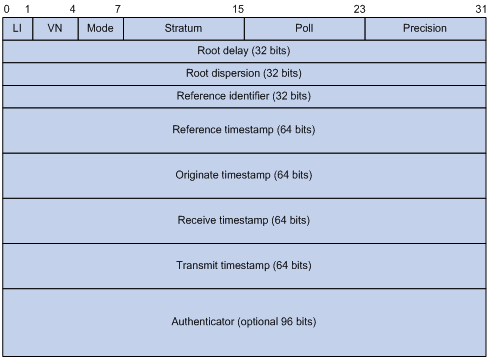 0 1 4 7 15 23 31
LI VN Mode Stratum Poll Precision
Root delay (32 bits)
Root dispersion (32 bits)
Reference identifier (32 bits)
Reference timestamp (64 bits)
Originate timestamp (64 bits)
Receive timestamp (64 bits)
Transmit timestamp (64 bits)
Authenticator (optional 96 bits)